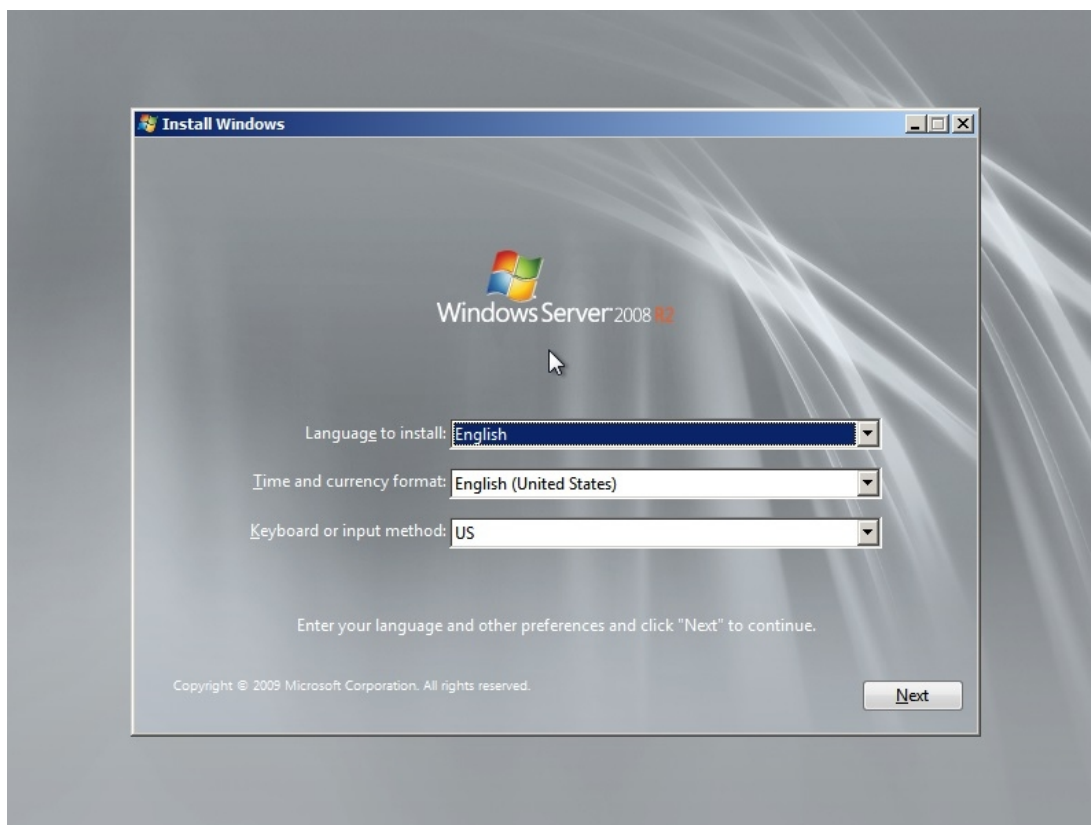 Install Windows
Windows Server 2008 R2
Language to install: English
Time and currency format: English (United States)
Keyboard or input method: US
Enter your language and other preferences and click "Next" to continue.
Copyright © 2009 Microsoft Corporation. All rights reserved.
Next